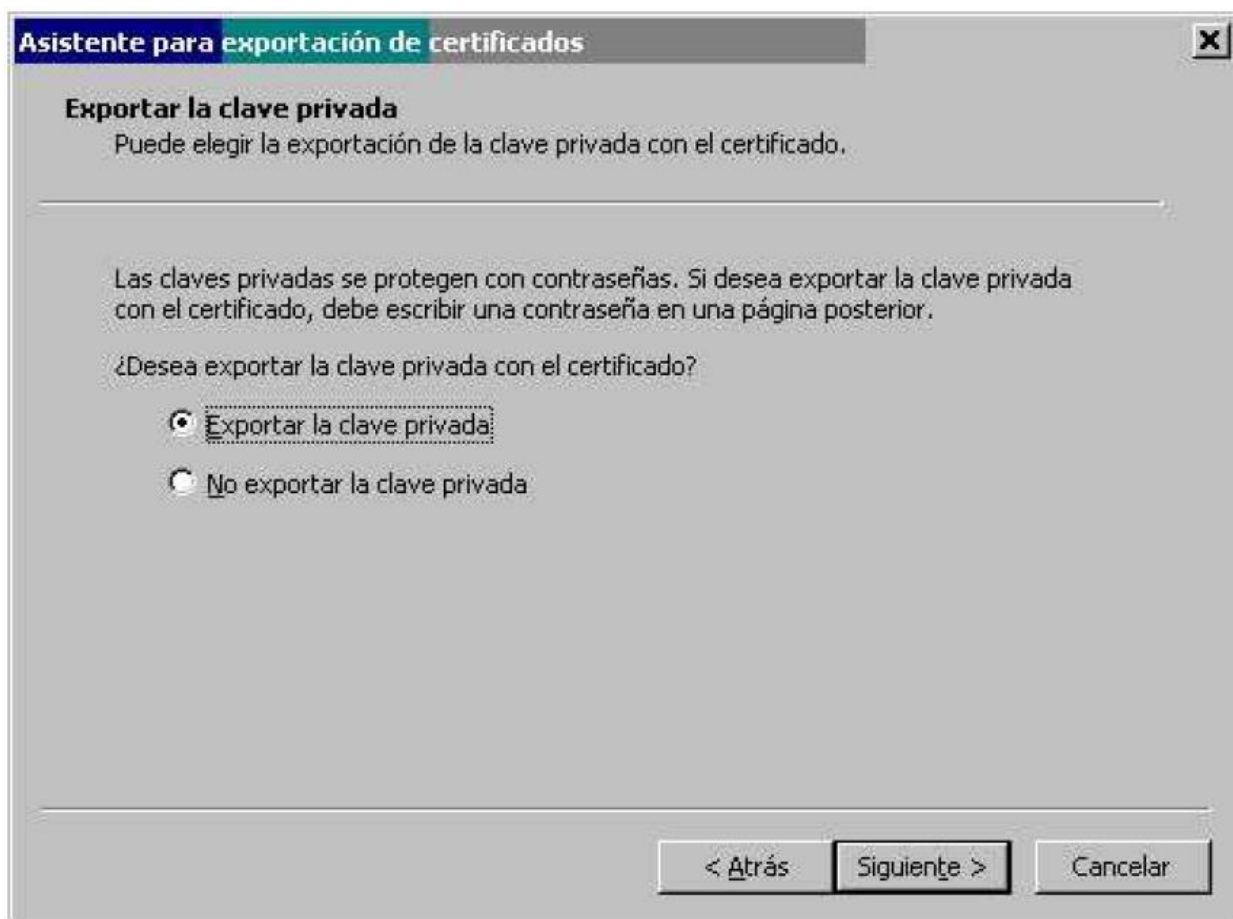 Asistente para exportación de certificados
Exportar la clave privada
Puede elegir la exportación de la clave privada con el certificado.
Las claves privadas se protegen con contraseñas. Si desea exportar la clave privada
con el certificado, debe escribir una contraseña en una página posterior.
¿Desea exportar la clave privada con el certificado?
Exportar la clave privada
No exportar la clave privada
< Atrás Siguiente > Cancelar